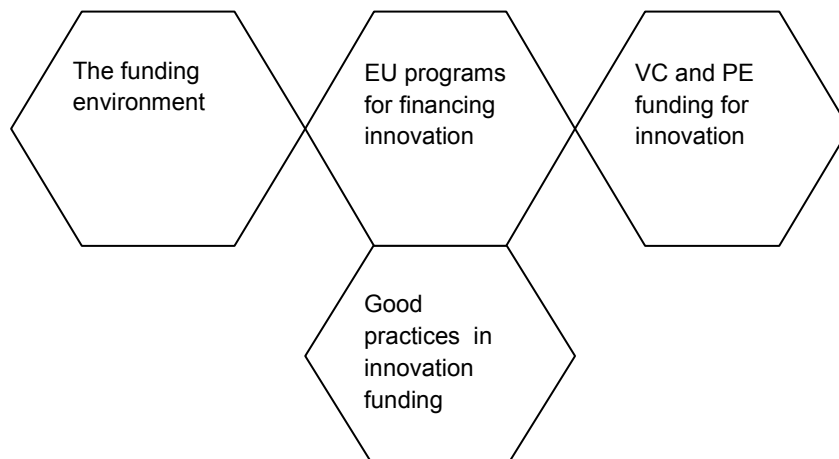 The funding
environment
EU programs
for financing
innovation
VC and PE
funding for
innovation
Good
practices  in
innovation
funding